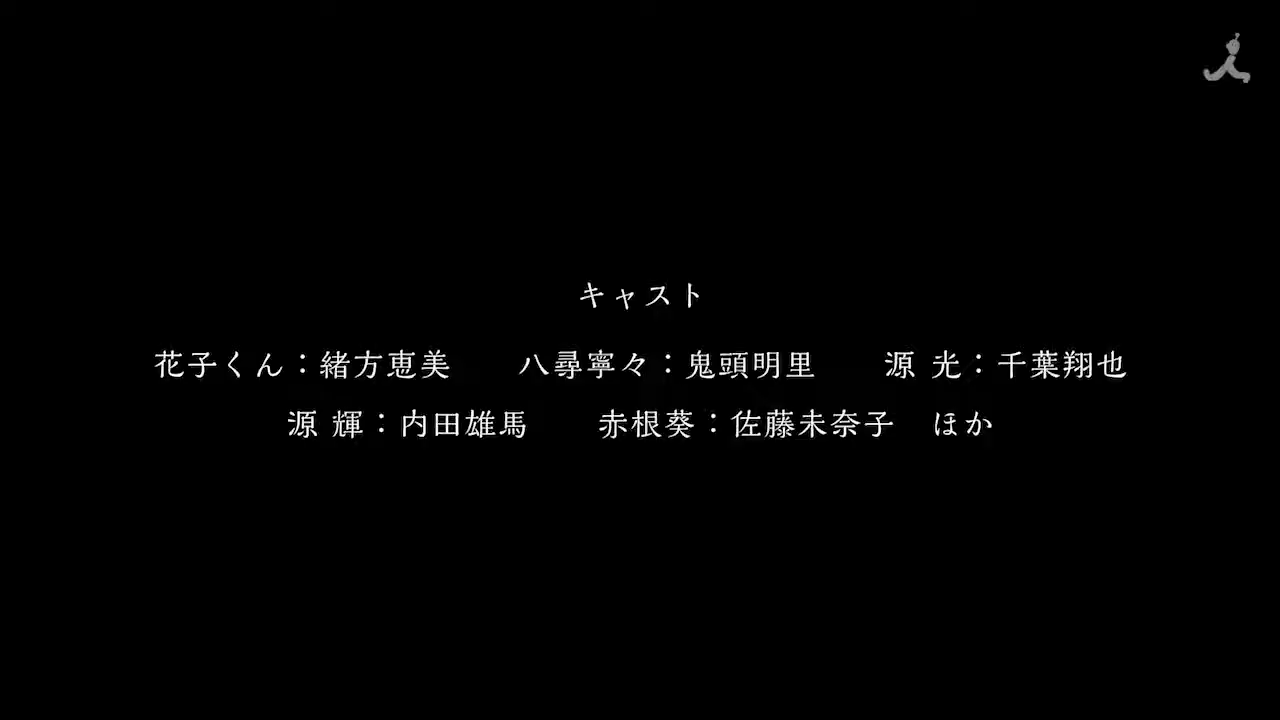 キャスト
花子くん：緒方恵美　　八尋寧々：鬼頭明里　　源 光：千葉翔也
源 輝：内田雄馬　　赤根葵：佐藤未奈子　ほか